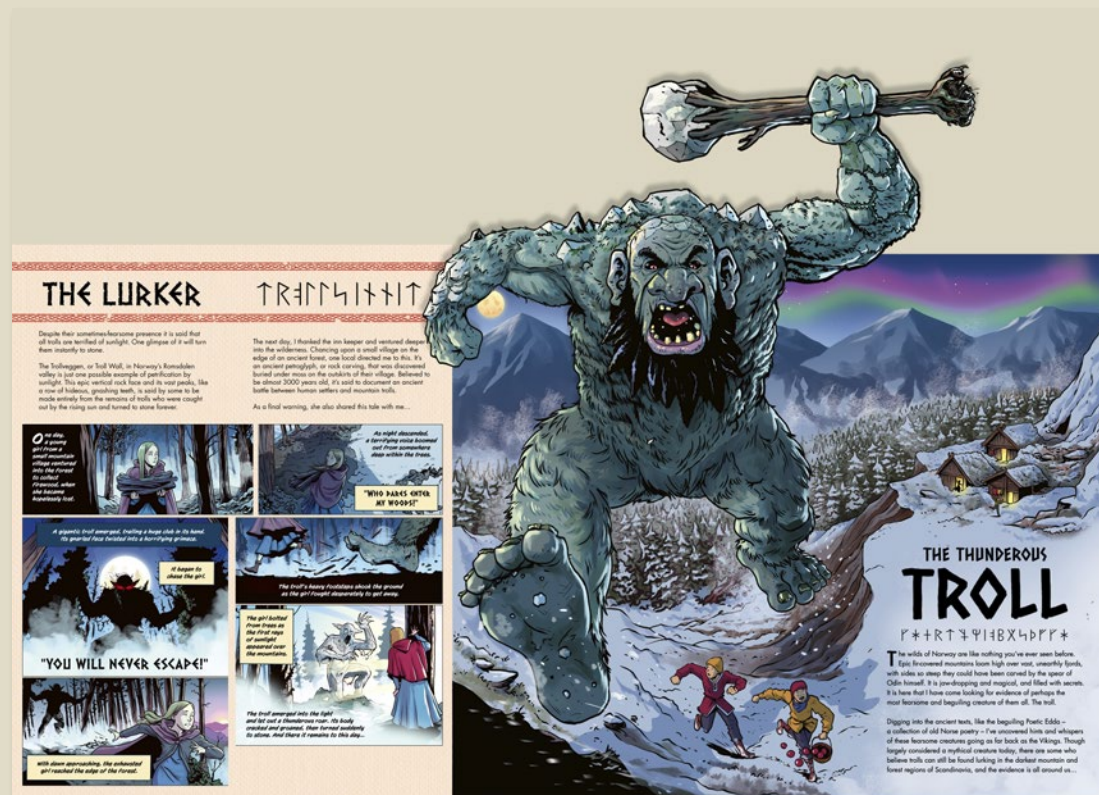 THE LURKER
Despite their sometimes fearsome presence it is said that
all trolls are terrified of sunlight. One glimpse of it will turn
them instantly to stone.
The Trollveggen, or Troll Wall, in Norway's Romsdalen
valley is just one possible example of petrification by
sunlight. This epic vertical rock face and its vast peaks, like
a row of hideous, gnashing teeth, is said by some to be
made entirely from the remains of trolls who were caught
out by the rising sun and turned to stone forever.
The next day, I thanked the inn keeper and ventured deeper
into the wilderness. Chancing upon a small village on the
edge of an ancient forest, one local directed me to this. It's
an ancient petroglyph, or rock carving, that was discovered
buried under moss on the outskirts of their village. Believed to
be almost 3000 years old, it's said to document an ancient
battle between human settlers and mountain trolls.
As a final warning, she also shared this tale with me...
One day,
a young
girl from a
small mountain
village ventured
into the forest
to collect
firewood, when
she became
hopelessly lost.
As night descended,
a terrifying voice boomed
out from somewhere
deep within the trees.
"WHO DARES ENTER
MY WOODS?"
A gigantic troll emerged, trailing a huge club in its hand.
Its gnarled face twisted into a horrifying grimace.
It began to
chase the girl.
"YOU WILL NEVER ESCAPE!"
The troll's heavy footsteps shook the ground
as the girl fought desperately to get away.
With dawn approaching, the exhausted
girl reached the edge of the forest.
The girl bolted
from trees as
the first rays
of sunlight
appeared over
the mountains.
The troll emerged into the light
and let out a thunderous roar. Its body
cracked and groaned, then turned suddenly
to stone. And there it remains to this day...
THE THUNDEROUS
TROLL
The wilds of Norway are like nothing you've ever seen before.
Epic fir-covered mountains loom high over vast, unearthly fjords,
with sides so steep they could have been carved by the spear of
Odin himself. It is jaw-dropping and magical, and filled with secrets.
It is here that I have come looking for evidence of perhaps the
most fearsome and beguiling creature of them all. The troll.
Digging into the ancient texts, like the beguiling Poetic Edda –
a collection of old Norse poetry – I've uncovered hints and whispers
of these fearsome creatures going as far back as the Vikings. Though
largely considered a mythical creature today, there are some who
believe trolls can still be found lurking in the darkest mountain and
forest regions of Scandinavia, and the evidence is all around us...